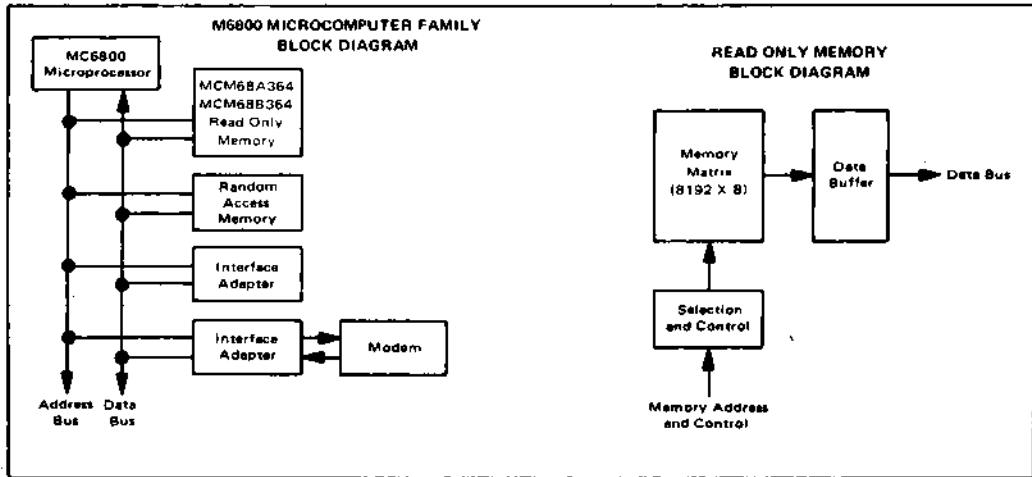 M6800 MICROCOMPUTER FAMILY
BLOCK DIAGRAM
MC6800
Microprocessor
MCM68A364
MCM68B364
Read Only
Memory
Random
Access
Memory
Interface
Adapter
Interface
Adapter
Modem
Address
Bus
Data
Bus
READ ONLY MEMORY
BLOCK DIAGRAM
Memory
Matrix
(8192 X 8)
Data
Buffer
Data Bus
Selection
and Control
Memory Address
and Control